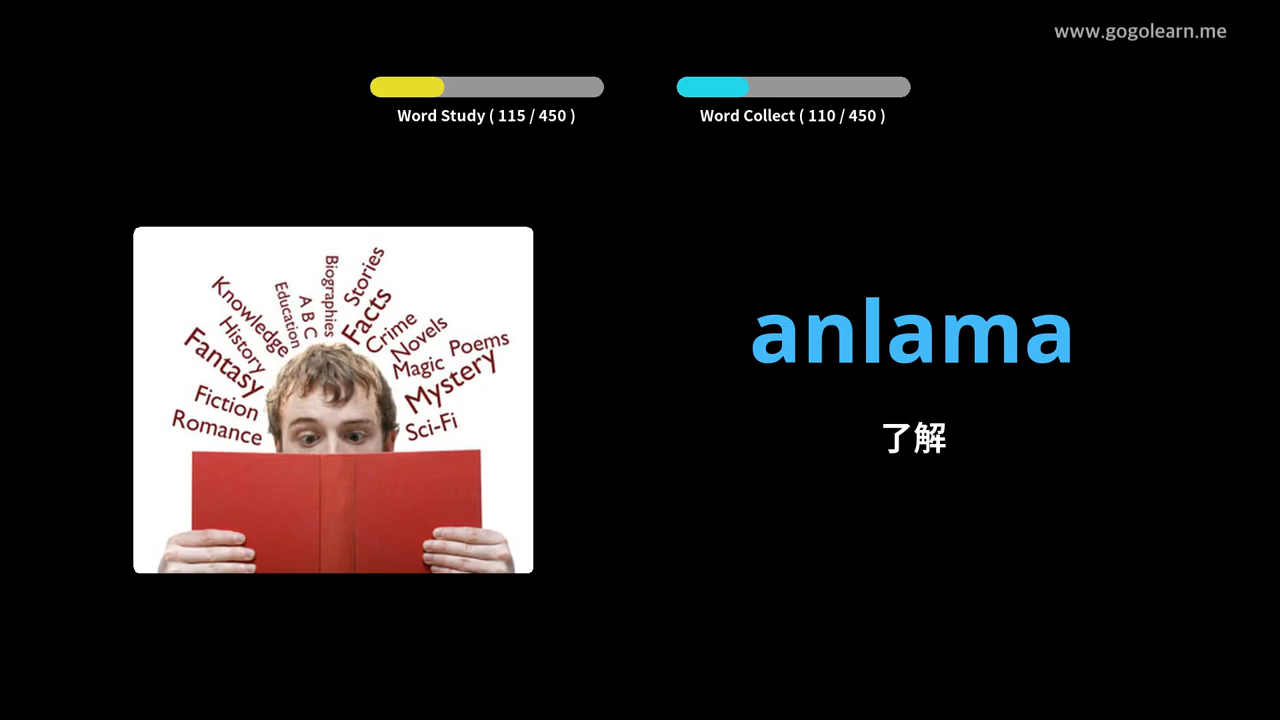 www.gogolearn.me
Word Study ( 115 / 450 )
Word Collect ( 110 / 450 )
Stories
Biographies
Facts
A B C
Education
Knowledge
Crime
Novels
History
Poems
Fantasy
Magic
Mystery
Fiction
Romance
Sci-Fi
anlama
了解